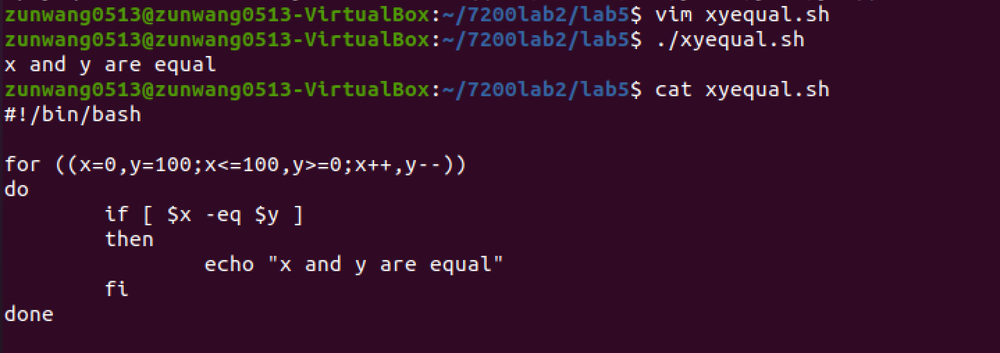 zunwang0513@zunwang0513-VirtualBox:~/7200lab2/lab5$ vim xyequal.sh
zunwang0513@zunwang0513-VirtualBox:~/7200lab2/lab5$ ./xyequal.sh
x and y are equal
zunwang0513@zunwang0513-VirtualBox:~/7200lab2/lab5$ cat xyequal.sh
#!/bin/bash

for ((x=0,y=100;x<=100,y>=0;x++,y--))
do
        if [ $x -eq $y ]
        then
                echo "x and y are equal"
        fi
done